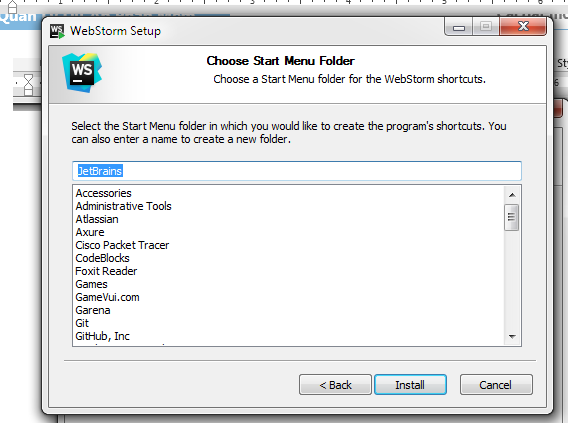 Quan
WebStorm Setup
WS
Choose Start Menu Folder
Choose a Start Menu folder for the WebStorm shortcuts.
Select the Start Menu folder in which you would like to create the program's shortcuts. You
can also enter a name to create a new folder.
JetBrains
Accessories
Administrative Tools
Atlassian
Axure
Cisco Packet Tracer
CodeBlocks
Foxit Reader
Games
GameVui.com
Garena
Git
GitHub, Inc
< Back
Install
Cancel